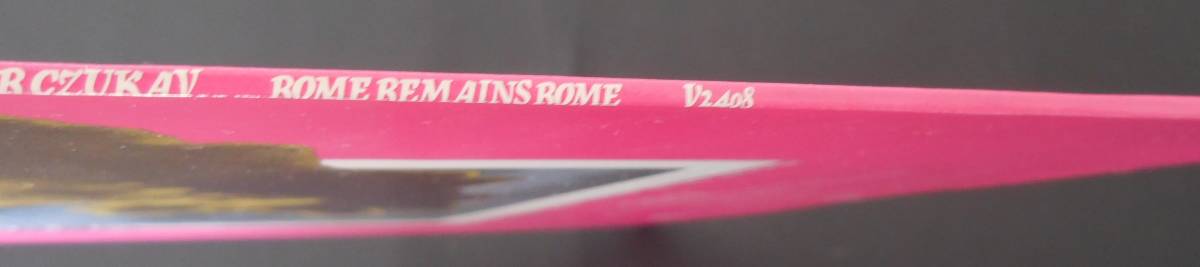 R CZUKAY ROME REMAINS ROME V2408